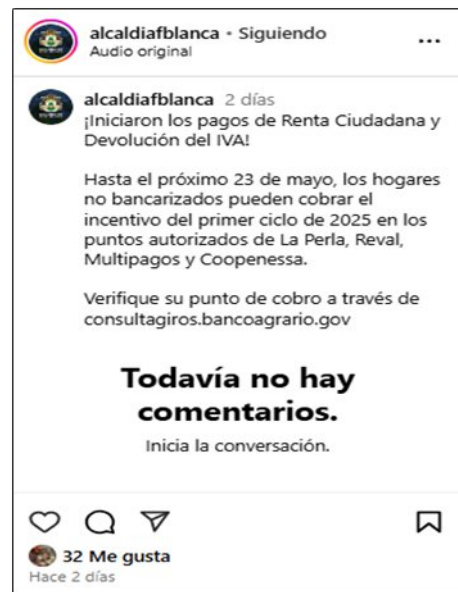 alcaldiafblanca • Siguiendo
Audio original
alcaldiafblanca 2 días
¡Iniciaron los pagos de Renta Ciudadana y
Devolución del IVA!
Hasta el próximo 23 de mayo, los hogares
no bancarizados pueden cobrar el
incentivo del primer ciclo de 2025 en los
puntos autorizados de La Perla, Reval,
Multipagos y Coopenessa.
Verifique su punto de cobro a través de
consultagiros.bancoagrario.gov
Todavía no hay
comentarios.
Inicia la conversación.
32 Me gusta
Hace 2 días